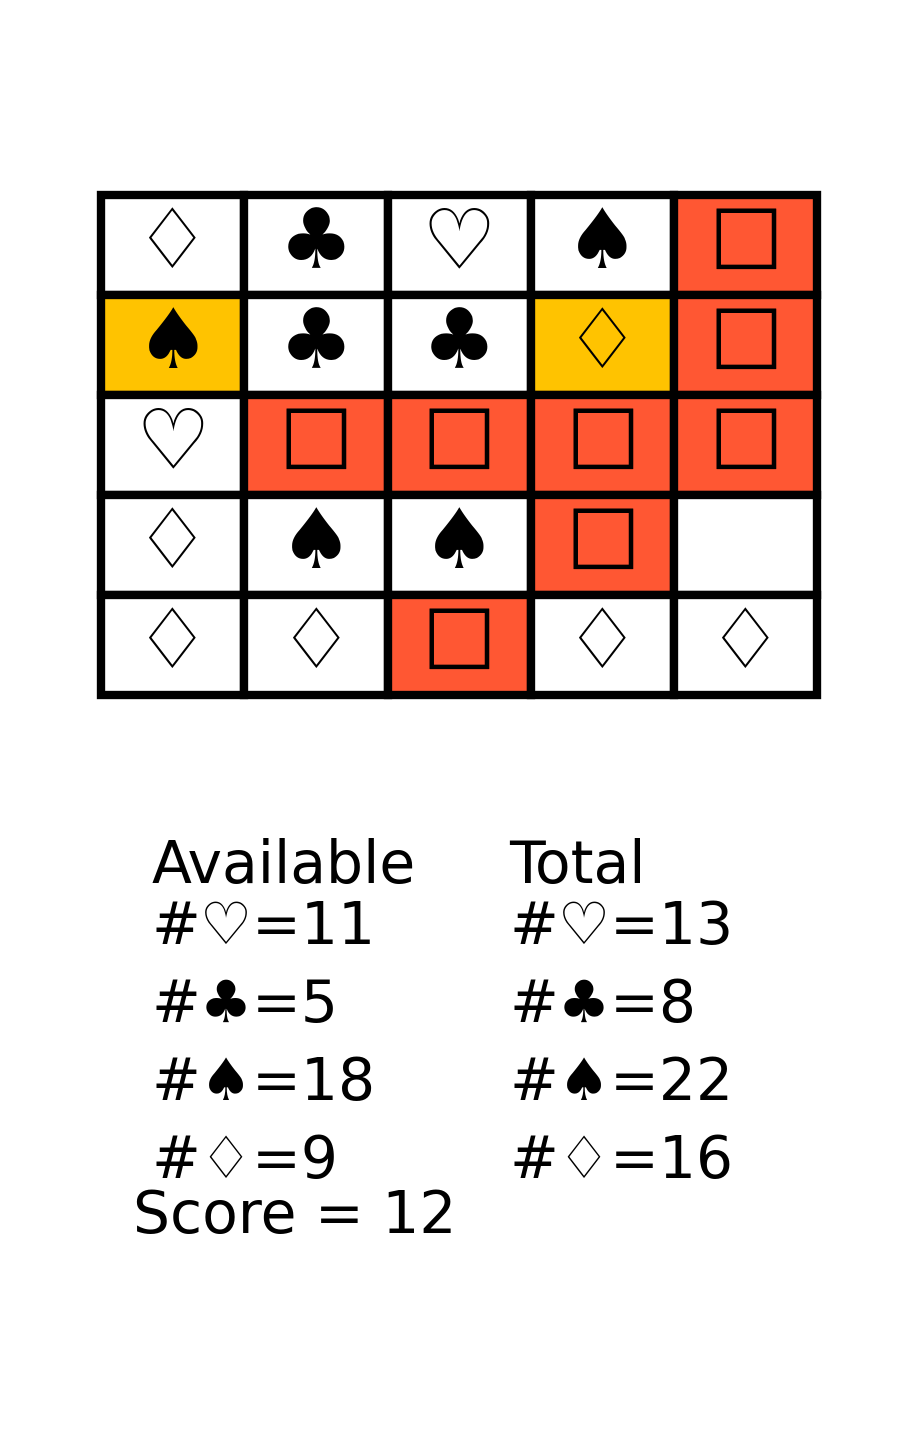 ♢ ♣ ♡ ♠ □
♠ ♣ ♣ ♢ □
♡ □ □ □ □
♢ ♠ ♠ □
♢ ♢ □ ♢ ♢
Available Total
#♡=11 #♡=13
#♣=5 #♣=8
#♠=18 #♠=22
#♢=9 #♢=16
Score = 12